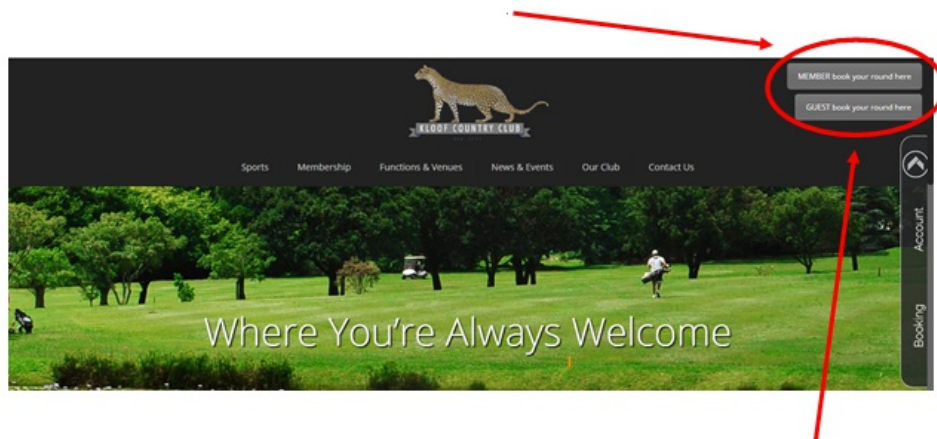 MEMBER book your round here
GUEST book your round here
KLOOF COUNTRY CLUB
Sports Membership Functions & Venues News & Events Our Club Contact Us
Account
Booking
Where You're Always Welcome